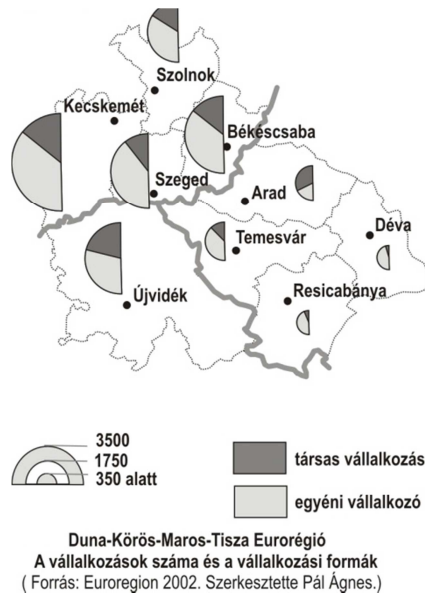 Szolnok
Kecskemét
Békéscsaba
Szeged
Arad
Déva
Temesvár
Resicabánya
Újvidék
3500
1750
350 alatt
társas vállalkozás
egyéni vállalkozó
Duna-Körös-Maros-Tisza Eurorégió
A vállalkozások száma és a vállalkozási formák
( Forrás: Euroregion 2002. Szerkesztette Pál Ágnes.)